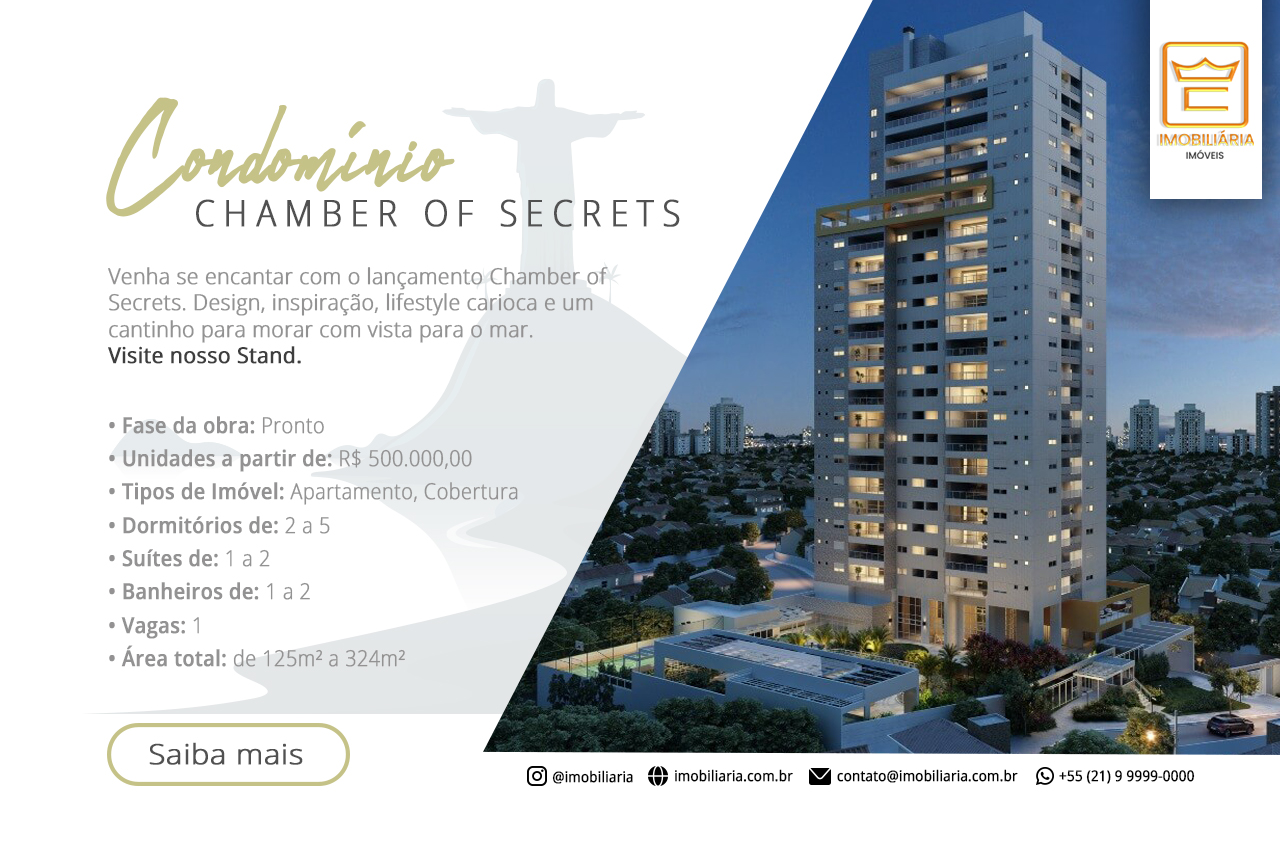 IMOBILIÁRIA
IMÓVEIS
Condomínio
CHAMBER OF SECRETS
Venha se encantar com o lançamento Chamber of
Secrets. Design, inspiração, lifestyle carioca e um
cantinho para morar com vista para o mar.
Visite nosso Stand.
• Fase da obra: Pronto
• Unidades a partir de: R$ 500.000,00
• Tipos de Imóvel: Apartamento, Cobertura
• Dormitórios de: 2 a 5
• Suítes de: 1 a 2
• Banheiros de: 1 a 2
• Vagas: 1
• Área total: de 125m² a 324m²
Saiba mais
@imobiliaria imobiliaria.com.br contato@imobiliaria.com.br +55 (21) 9 9999-0000